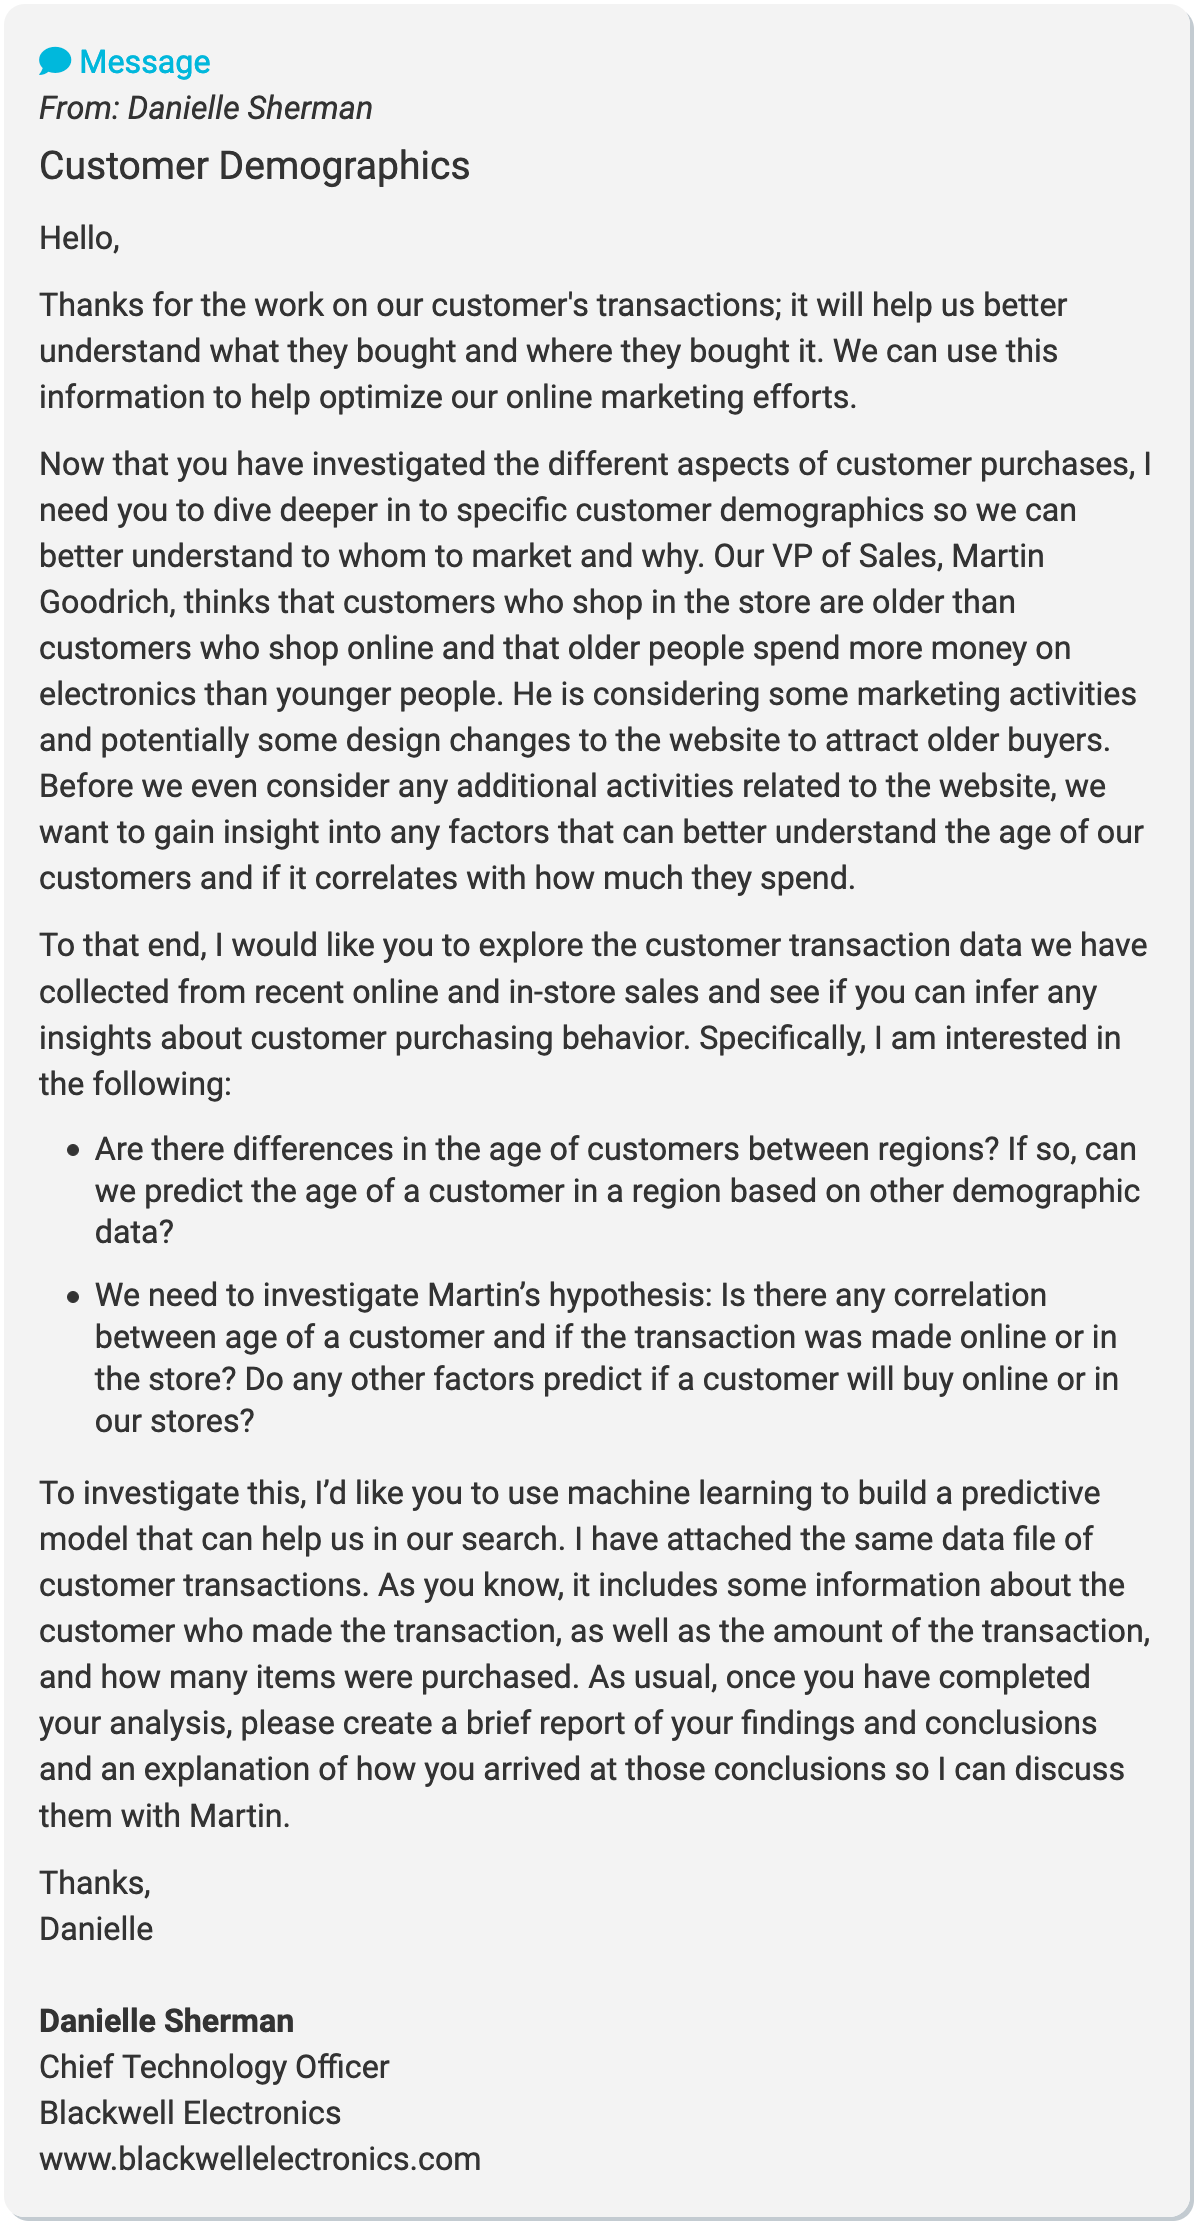 Message
From: Danielle Sherman
Customer Demographics
Hello,
Thanks for the work on our customer's transactions; it will help us better
understand what they bought and where they bought it. We can use this
information to help optimize our online marketing efforts.
Now that you have investigated the different aspects of customer purchases, I
need you to dive deeper in to specific customer demographics so we can
better understand to whom to market and why. Our VP of Sales, Martin
Goodrich, thinks that customers who shop in the store are older than
customers who shop online and that older people spend more money on
electronics than younger people. He is considering some marketing activities
and potentially some design changes to the website to attract older buyers.
Before we even consider any additional activities related to the website, we
want to gain insight into any factors that can better understand the age of our
customers and if it correlates with how much they spend.
To that end, I would like you to explore the customer transaction data we have
collected from recent online and in-store sales and see if you can infer any
insights about customer purchasing behavior. Specifically, I am interested in
the following:
• Are there differences in the age of customers between regions? If so, can
we predict the age of a customer in a region based on other demographic
data?
• We need to investigate Martin’s hypothesis: Is there any correlation
between age of a customer and if the transaction was made online or in
the store? Do any other factors predict if a customer will buy online or in
our stores?
To investigate this, I’d like you to use machine learning to build a predictive
model that can help us in our search. I have attached the same data file of
customer transactions. As you know, it includes some information about the
customer who made the transaction, as well as the amount of the transaction,
and how many items were purchased. As usual, once you have completed
your analysis, please create a brief report of your findings and conclusions
and an explanation of how you arrived at those conclusions so I can discuss
them with Martin.
Thanks,
Danielle
Danielle Sherman
Chief Technology Officer
Blackwell Electronics
www.blackwellelectronics.com